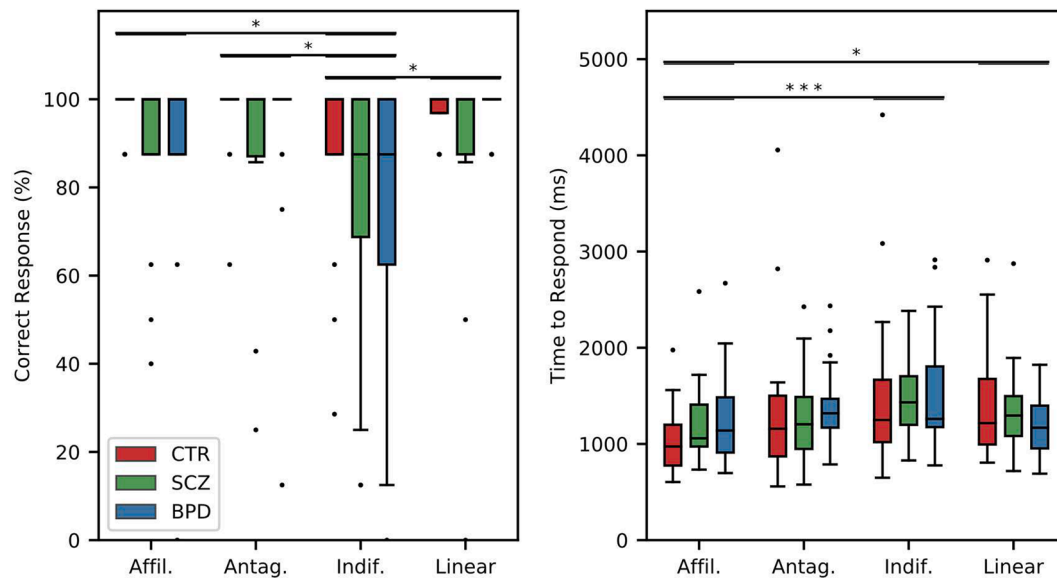 *
*
*
100
80
60
40
20
0
Correct Response (%)
CTR
SCZ
BPD
Affil.
Antag.
Indif.
Linear
*
* * *
5000
4000
3000
2000
1000
0
Time to Respond (ms)
Affil.
Antag.
Indif.
Linear